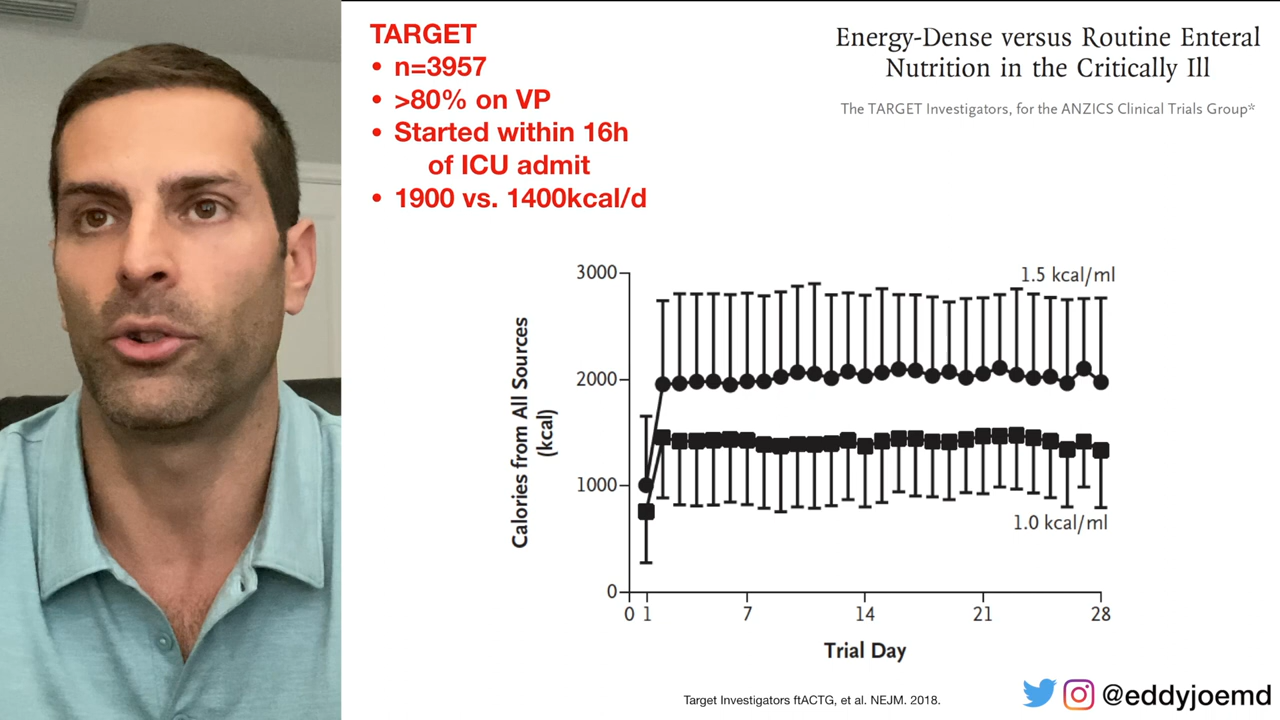 TARGET
• n=3957
• >80% on VP
• Started within 16h
of ICU admit
• 1900 vs. 1400kcal/d
Energy-Dense versus Routine Enteral
Nutrition in the Critically Ill
The TARGET Investigators, for the ANZICS Clinical Trials Group*
Calories from All Sources
(kcal)
3000
2000
1000
0
1.5 kcal/ml
1.0 kcal/ml
0 1 7 14 21 28
Trial Day
Target Investigators ftACTG, et al. NEJM. 2018.
@eddyjoemd